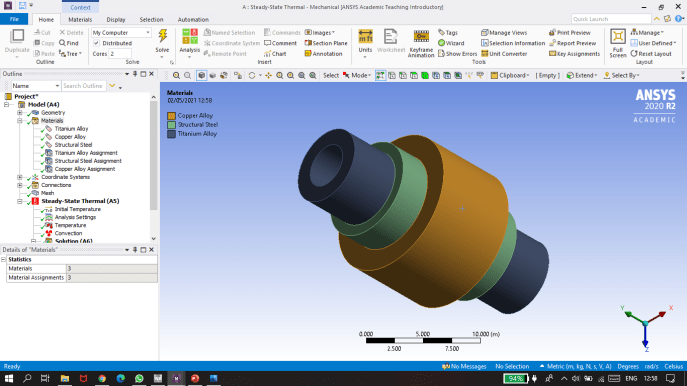 Context
A : Steady-State Thermal - Mechanical [ANSYS Academic Teaching Introductory]
File Home Materials Display Selection Automation
Quick Launch
Duplicate
Cut
Copy
Paste
Delete
Find
Tree
Outline
My Computer
Distributed
Cores 2
Solve
Solve
Analysis
Named Selection
Coordinate System
Remote Point
Commands
Comment
Chart
Images
Section Plane
Annotation
Insert
Units
Worksheet
Keyframe
Animation
Tags
Wizard
Show Errors
Manage Views
Selection Information
Unit Converter
Print Preview
Report Preview
Key Assignments
Tools
Full Screen
Manage
User Defined
Reset Layout
Layout
Select Mode
Clipboard [ Empty ] Extend Select By
Outline
Name Search Outline
Project*
Model (A4)
Geometry
Materials
Titanium Alloy
Copper Alloy
Structural Steel
Titanium Alloy Assignment
Structural Steel Assignment
Copper Alloy Assignment
Coordinate Systems
Connections
Mesh
Steady-State Thermal (A5)
Initial Temperature
Analysis Settings
Temperature
Convection
Solution (A6)
Details of "Materials"
Statistics
Materials 3
Material Assignments 3
Materials
02/05/2021 12:58
Copper Alloy
Structural Steel
Titanium Alloy
ANSYS
2020 R2
ACADEMIC
0.000 5.000 10.000 (m)
2.500 7.500
Y X
Z
Ready
No Messages No Selection Metric (m, kg, N, s, V, A) Degrees rad/s Celsius
94% ENG 12:58